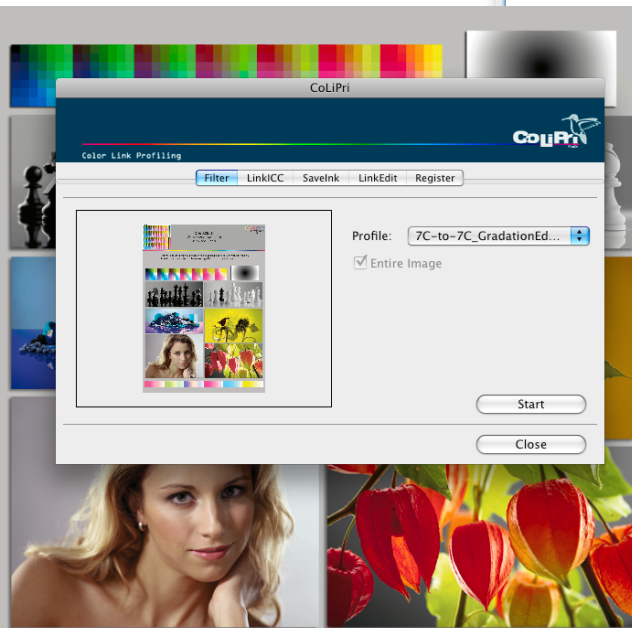 CoLiPri
CoLiPri
Color Link Profiling
Filter LinkICC SaveInk LinkEdit Register
Profile: 7C-to-7C_GradationEd...
Entire Image
Start
Close